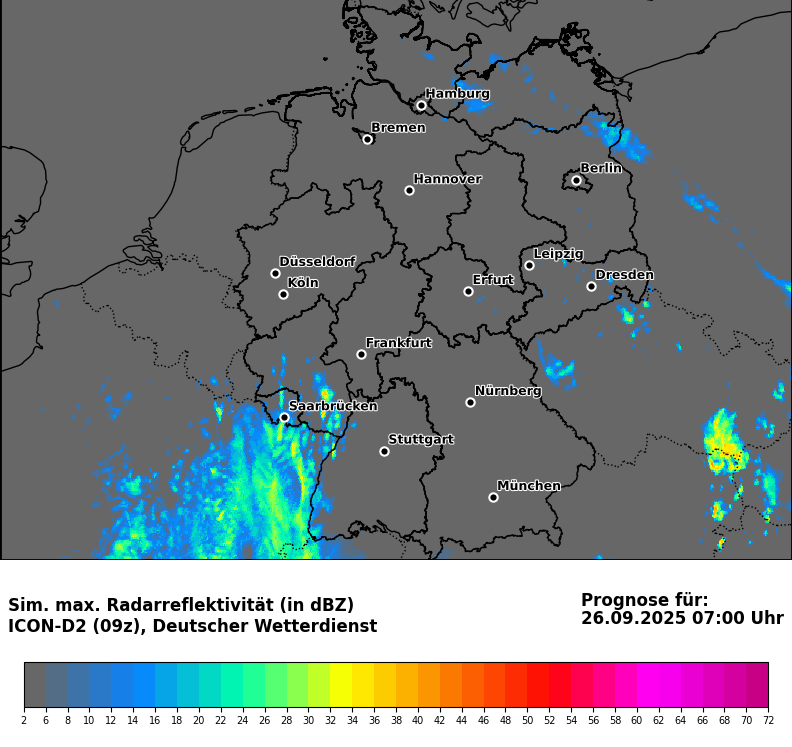 Hamburg
Bremen
Berlin
Hannover
Leipzig
Düsseldorf
Dresden
Köln
Erfurt
Frankfurt
Nürnberg
Saarbrücken
Stuttgart
München
Sim. max. Radarreflektivität (in dBZ)
ICON-D2 (09z), Deutscher Wetterdienst
Prognose für:
26.09.2025 07:00 Uhr
2 6 8 10 12 14 16 18 20 22 24 26 28 30 32 34 36 38 40 42 44 46 48 50 52 54 56 58 60 62 64 66 68 70 72